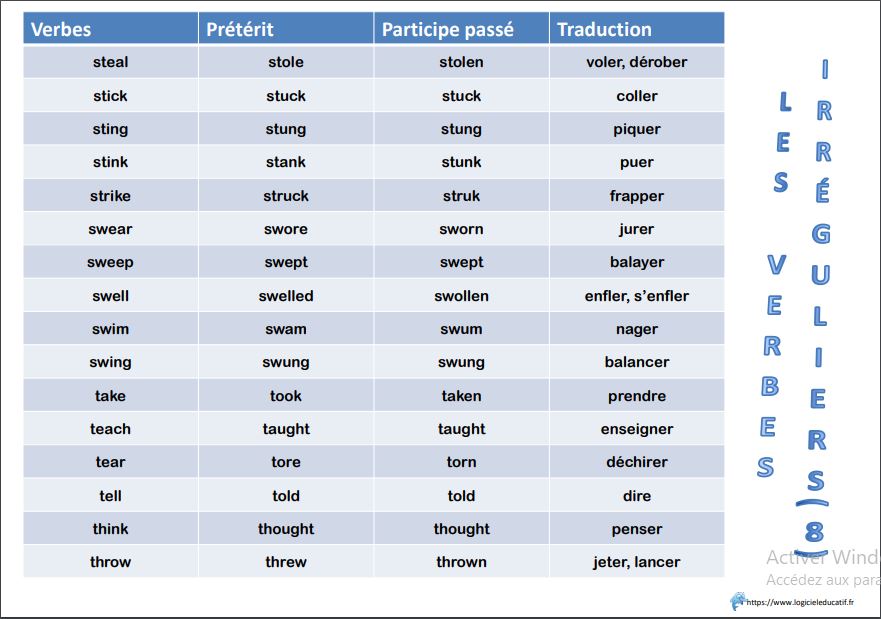 Verbes Prétérit Participe passé Traduction
steal stole stolen voler, dérober
stick stuck stuck coller
sting stung stung piquer
stink stank stunk puer
strike struck struk frapper
swear swore sworn jurer
sweep swept swept balayer
swell swelled swollen enfler, s’enfler
swim swam swum nager
swing swung swung balancer
take took taken prendre
teach taught taught enseigner
tear tore torn déchirer
tell told told dire
think thought thought penser
throw threw thrown jeter, lancer
LES VERBES
IRRÉGULIERS (8)
Activer Wind
Accédez aux para
https://www.logicieleducatif.fr